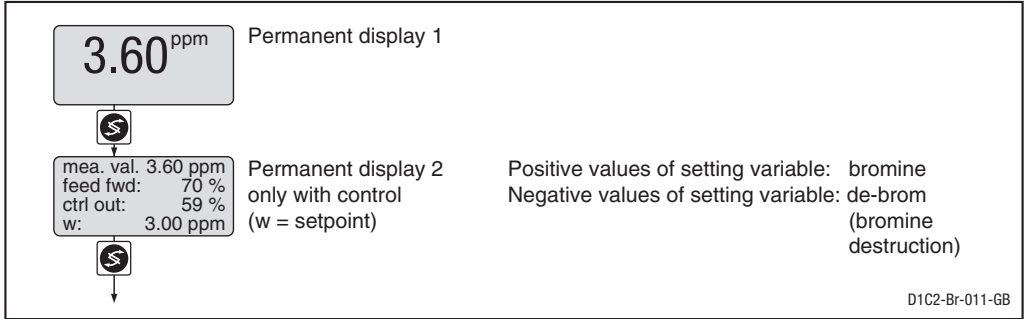 3.60 ppm
Permanent display 1
mea. val. 3.60 ppm
feed fwd: 70 %
ctrl out: 59 %
w: 3.00 ppm
Permanent display 2
only with control
(w = setpoint)
Positive values of setting variable: bromine
Negative values of setting variable: de-brom
(bromine
destruction)
D1C2-Br-011-GB